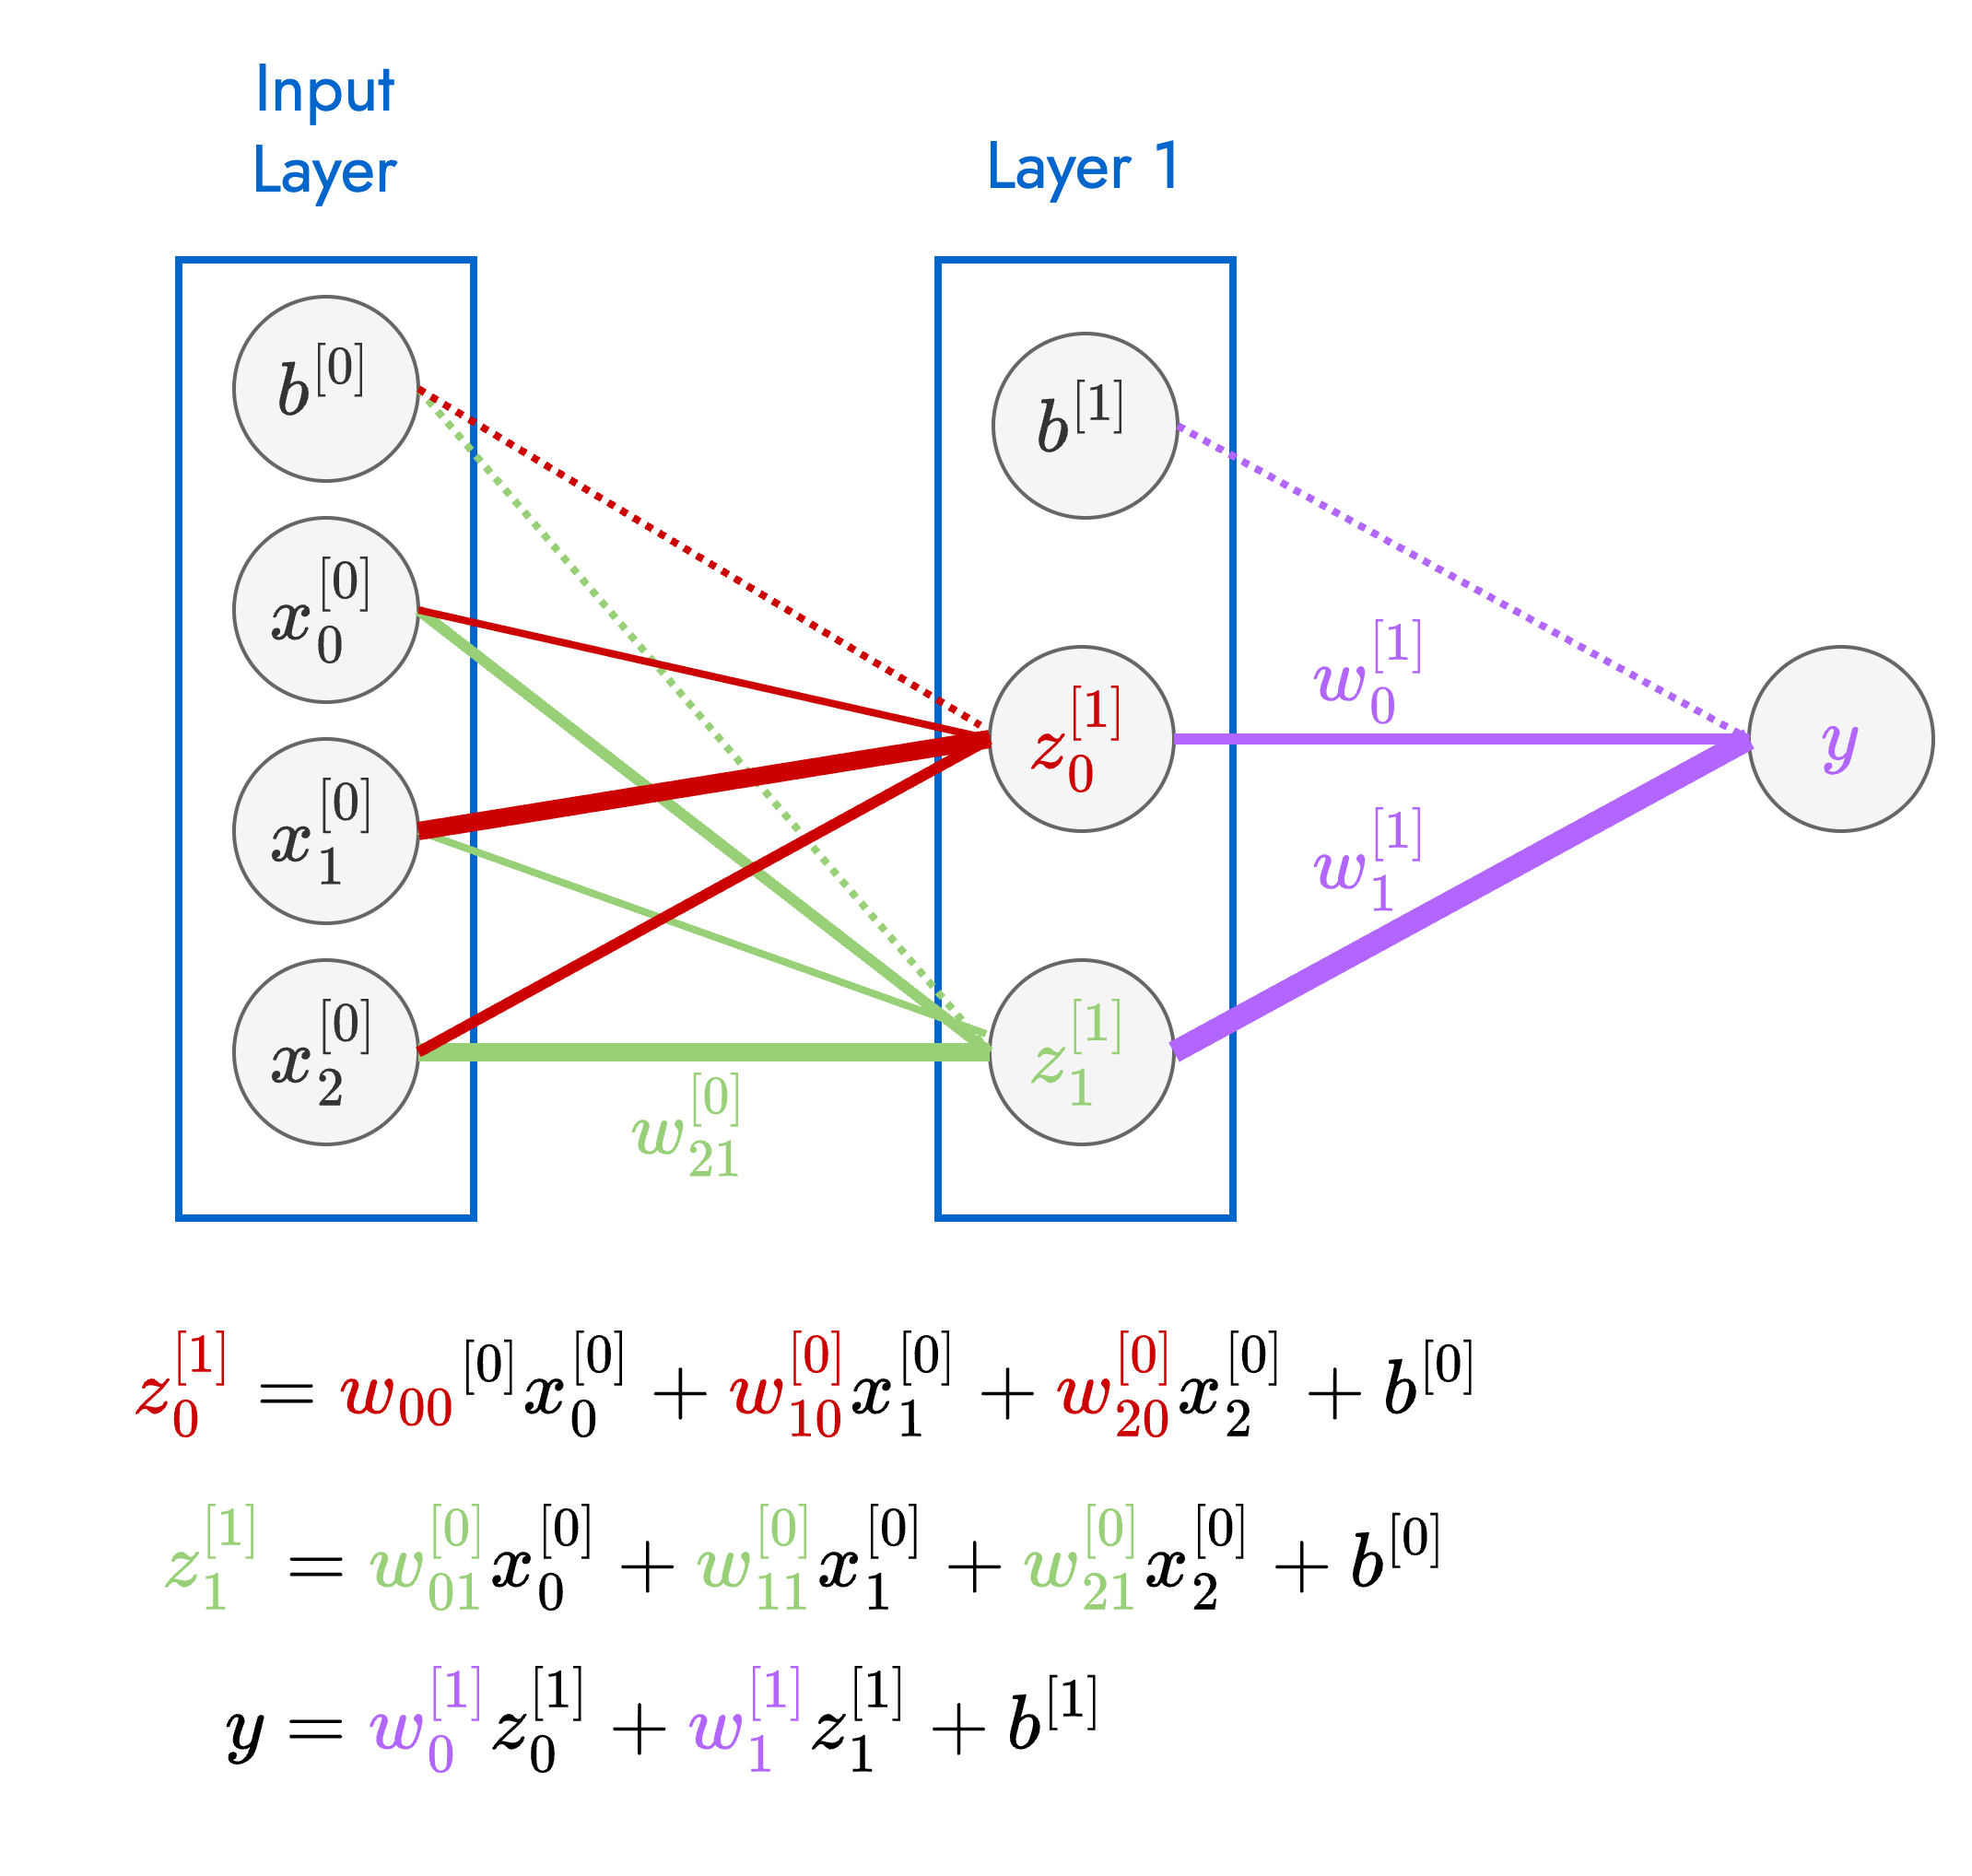 Input
Layer
Layer 1
b^{[0]}
b^{[1]}
x_0^{[0]}
w_0^{[1]}
z_0^{[1]}
y
x_1^{[0]}
w_1^{[1]}
x_2^{[0]}
z_1^{[1]}
w_{21}^{[0]}
z_0^{[1]} = w_{00}^{[0]}x_0^{[0]} + w_{10}^{[0]}x_1^{[0]} + w_{20}^{[0]}x_2^{[0]} + b^{[0]}
z_1^{[1]} = w_{01}^{[0]}x_0^{[0]} + w_{11}^{[0]}x_1^{[0]} + w_{21}^{[0]}x_2^{[0]} + b^{[0]}
y = w_0^{[1]}z_0^{[1]} + w_1^{[1]}z_1^{[1]} + b^{[1]}